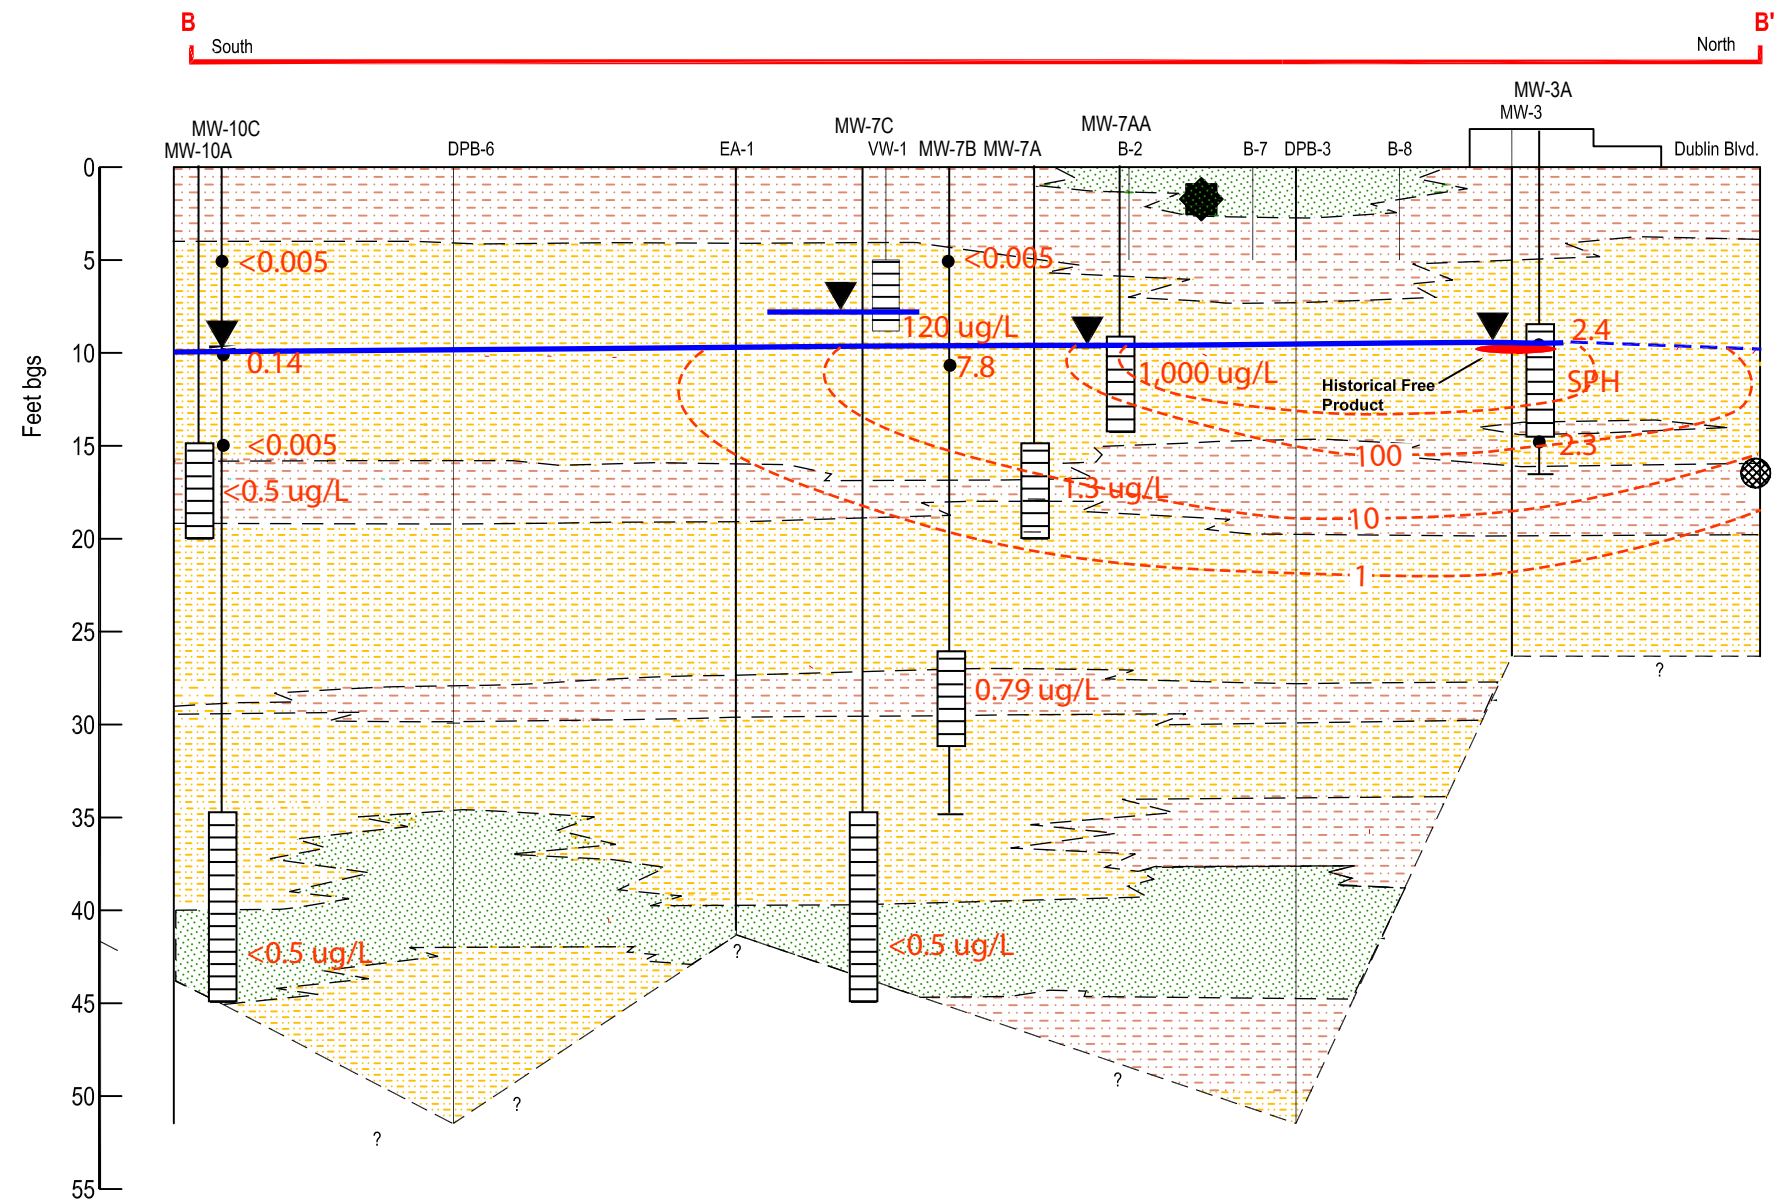 B B'
South North
MW-3A
MW-3
MW-10C MW-7C MW-7AA
MW-10A DPB-6 EA-1 VW-1 MW-7B MW-7A B-2 B-7 DPB-3 B-8 Dublin Blvd.
0
5
<0.005 <0.005
120 ug/L 2.4
10
0.14 7.8 1,000 ug/L SPH
Historical Free
Product
15
<0.005 100 2.3
<0.5 ug/L 1.3 ug/L
10
20
1
25
?
0.79 ug/L
30
35
40
<0.5 ug/L ? <0.5 ug/L
45
?
50
?
?
55
Feet bgs